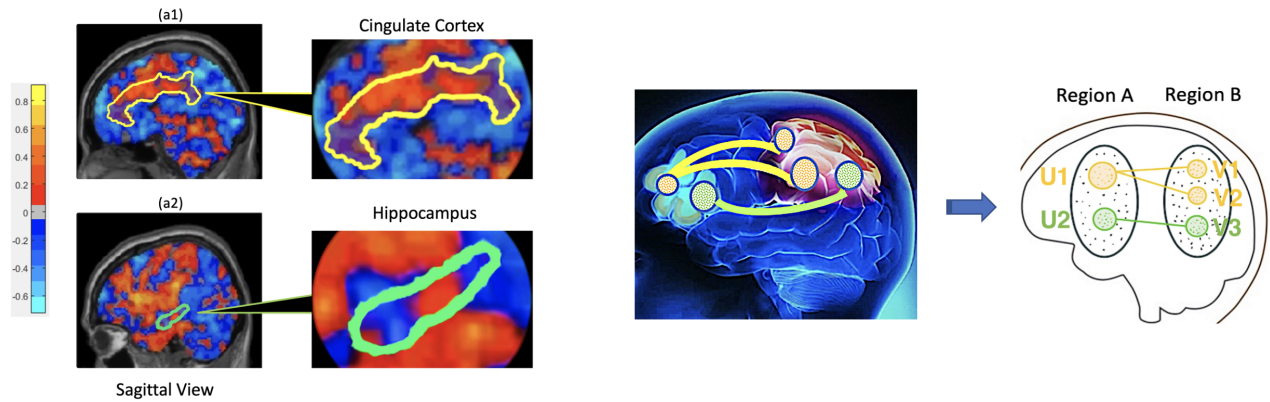 (a1)
Cingulate Cortex
0.8
0.6
0.4
0.2
0
-0.2
-0.4
-0.6
(a2)
Hippocampus
Sagittal View
Region A
Region B
U1
V1
V2
U2
V3